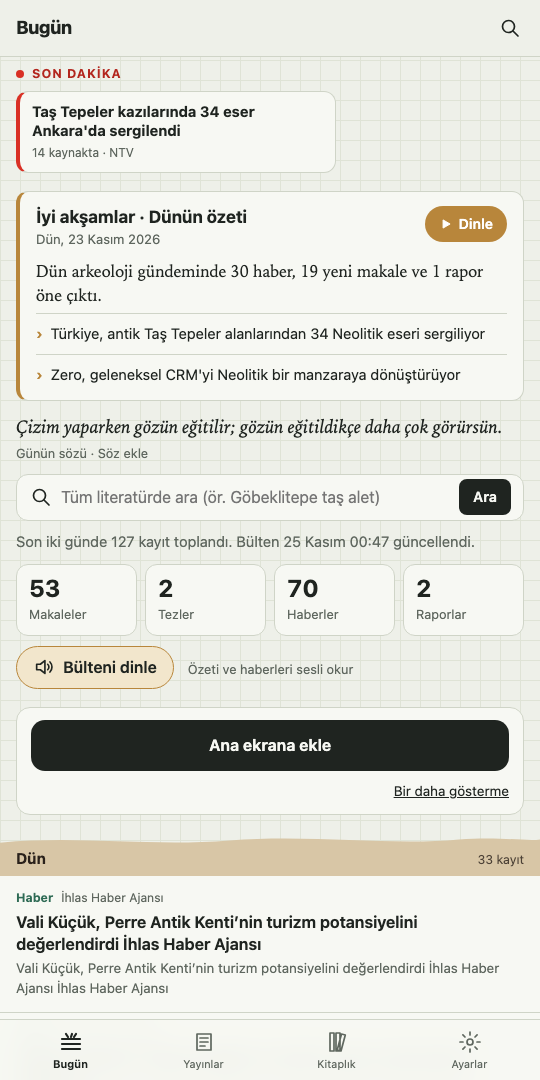 Bugün
SON DAKİKA
Taş Tepeler kazılarında 34 eser
Ankara'da sergilendi
14 kaynakta · NTV
İyi akşamlar · Dünün özeti
Dün, 23 Kasım 2026
Dinle
Dün arkeoloji gündeminde 30 haber, 19 yeni makale ve 1 rapor
öne çıktı.
› Türkiye, antik Taş Tepeler alanlarından 34 Neolitik eseri sergiliyor
› Zero, geleneksel CRM'yi Neolitik bir manzaraya dönüştürüyor
Çizim yaparken gözün eğitilir; gözün eğitildikçe daha çok görürsün.
Günün sözü · Söz ekle
Tüm literatürde ara (ör. Göbeklitepe taş alet)
Ara
Son iki günde 127 kayıt toplandı. Bülten 25 Kasım 00:47 güncellendi.
53
Makaleler
2
Tezler
70
Haberler
2
Raporlar
Bülteni dinle
Özeti ve haberleri sesli okur
Ana ekrana ekle
Bir daha gösterme
Dün
33 kayıt
Haber İhlas Haber Ajansı
Vali Küçük, Perre Antik Kenti’nin turizm potansiyelini
değerlendirdi İhlas Haber Ajansı
Vali Küçük, Perre Antik Kenti’nin turizm potansiyelini değerlendirdi İhlas Haber
Ajansı İhlas Haber Ajansı
Bugün
Yayınlar
Kitaplık
Ayarlar